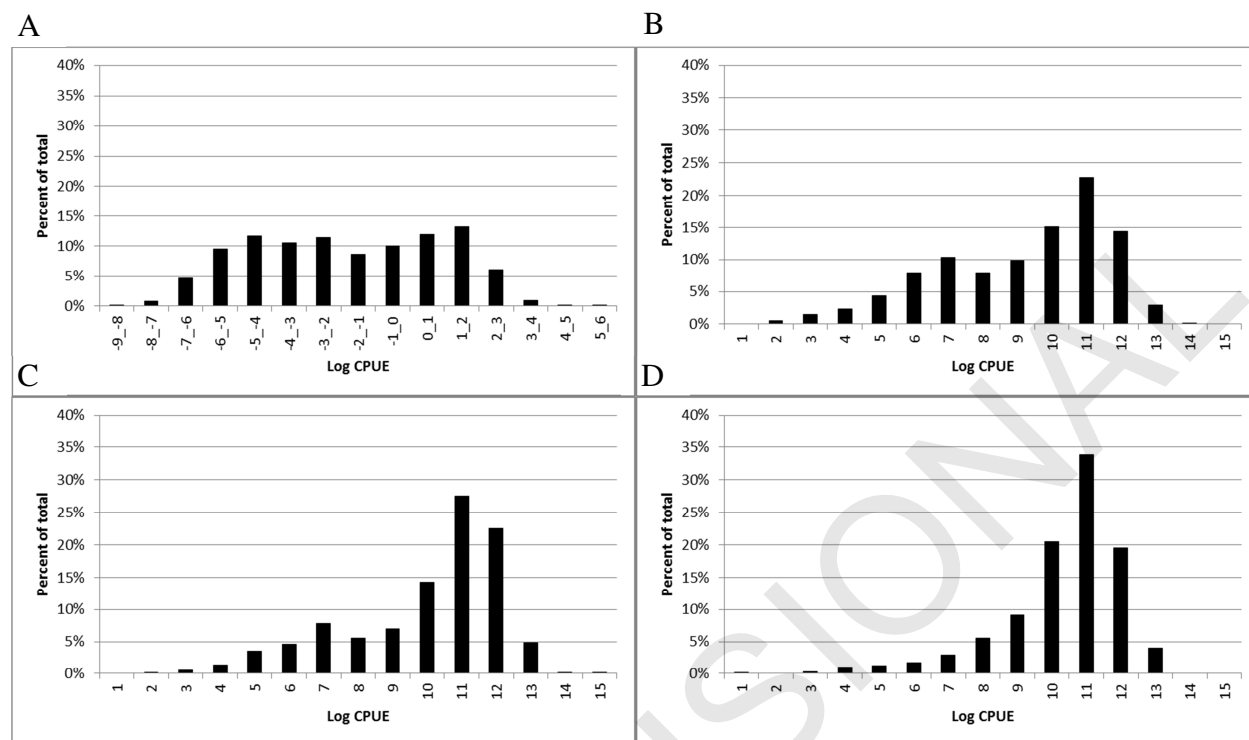 A
40%
35%
30%
25%
20%
15%
10%
5%
0%
Percent of total
-9_-8 -8_-7 -7_-6 -6_-5 -5_-4 -4_-3 -3_-2 -2_-1 -1_0 0_1 1_2 2_3 3_4 4_5 5_6
Log CPUE
B
40%
35%
30%
25%
20%
15%
10%
5%
0%
Percent of total
1 2 3 4 5 6 7 8 9 10 11 12 13 14 15
Log CPUE
C
40%
35%
30%
25%
20%
15%
10%
5%
0%
Percent of total
1 2 3 4 5 6 7 8 9 10 11 12 13 14 15
Log CPUE
D
40%
35%
30%
25%
20%
15%
10%
5%
0%
Percent of total
1 2 3 4 5 6 7 8 9 10 11 12 13 14 15
Log CPUE
SIONAL